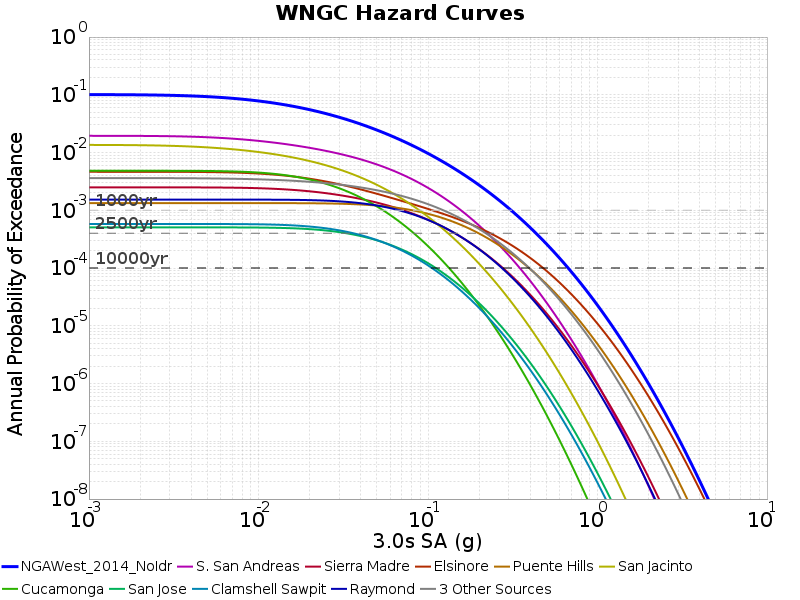 WNGC Hazard Curves
Annual Probability of Exceedance
10^0
10^-1
10^-2
10^-3
10^-4
10^-5
10^-6
10^-7
10^-8
1000yr
2500yr
10000yr
10^-3 10^-2 10^-1 10^0 10^1
3.0s SA (g)
NGAWest_2014_NoIdr S. San Andreas Sierra Madre Elsinore Puente Hills San Jacinto
Cucamonga San Jose Clamshell Sawpit Raymond 3 Other Sources